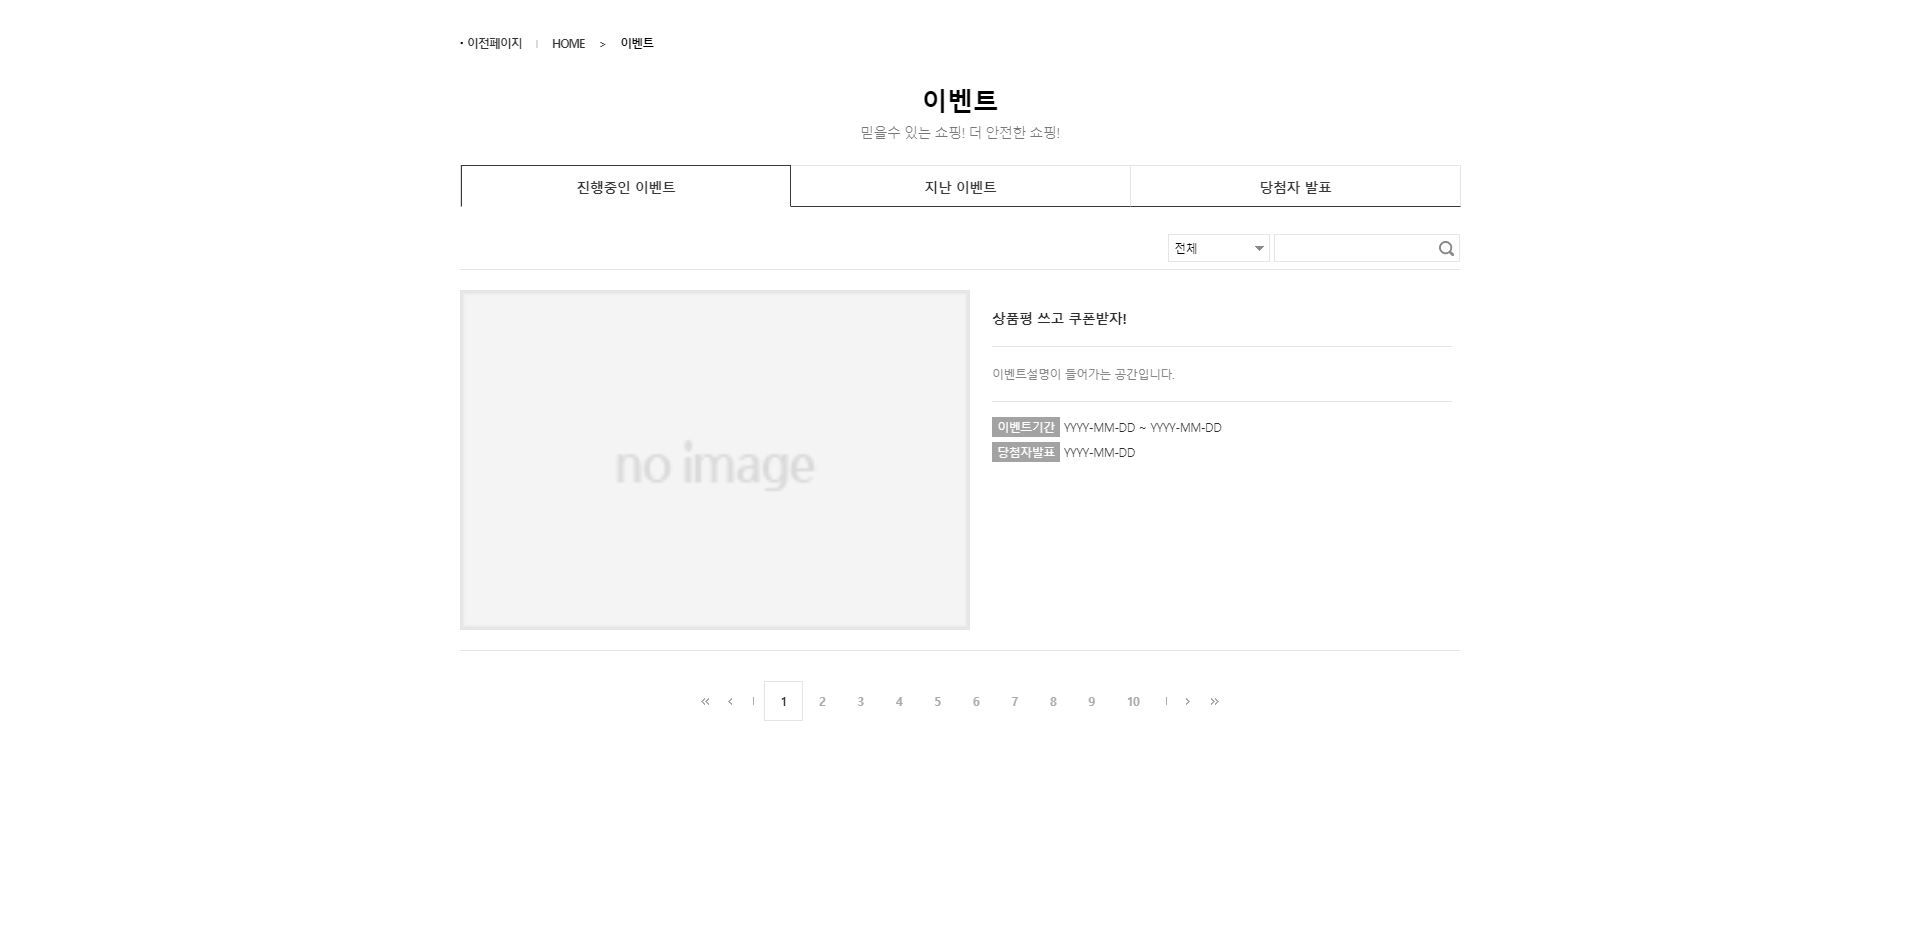 · 이전페이지 | HOME > 이벤트
이벤트
믿을수 있는 쇼핑! 더 안전한 쇼핑!
진행중인 이벤트 지난 이벤트 당첨자 발표
전체
no image
상품평 쓰고 쿠폰받자!
이벤트설명이 들어가는 공간입니다.
이벤트기간 YYYY-MM-DD ~ YYYY-MM-DD
당첨자발표 YYYY-MM-DD
« ‹ | 1 2 3 4 5 6 7 8 9 10 | › »